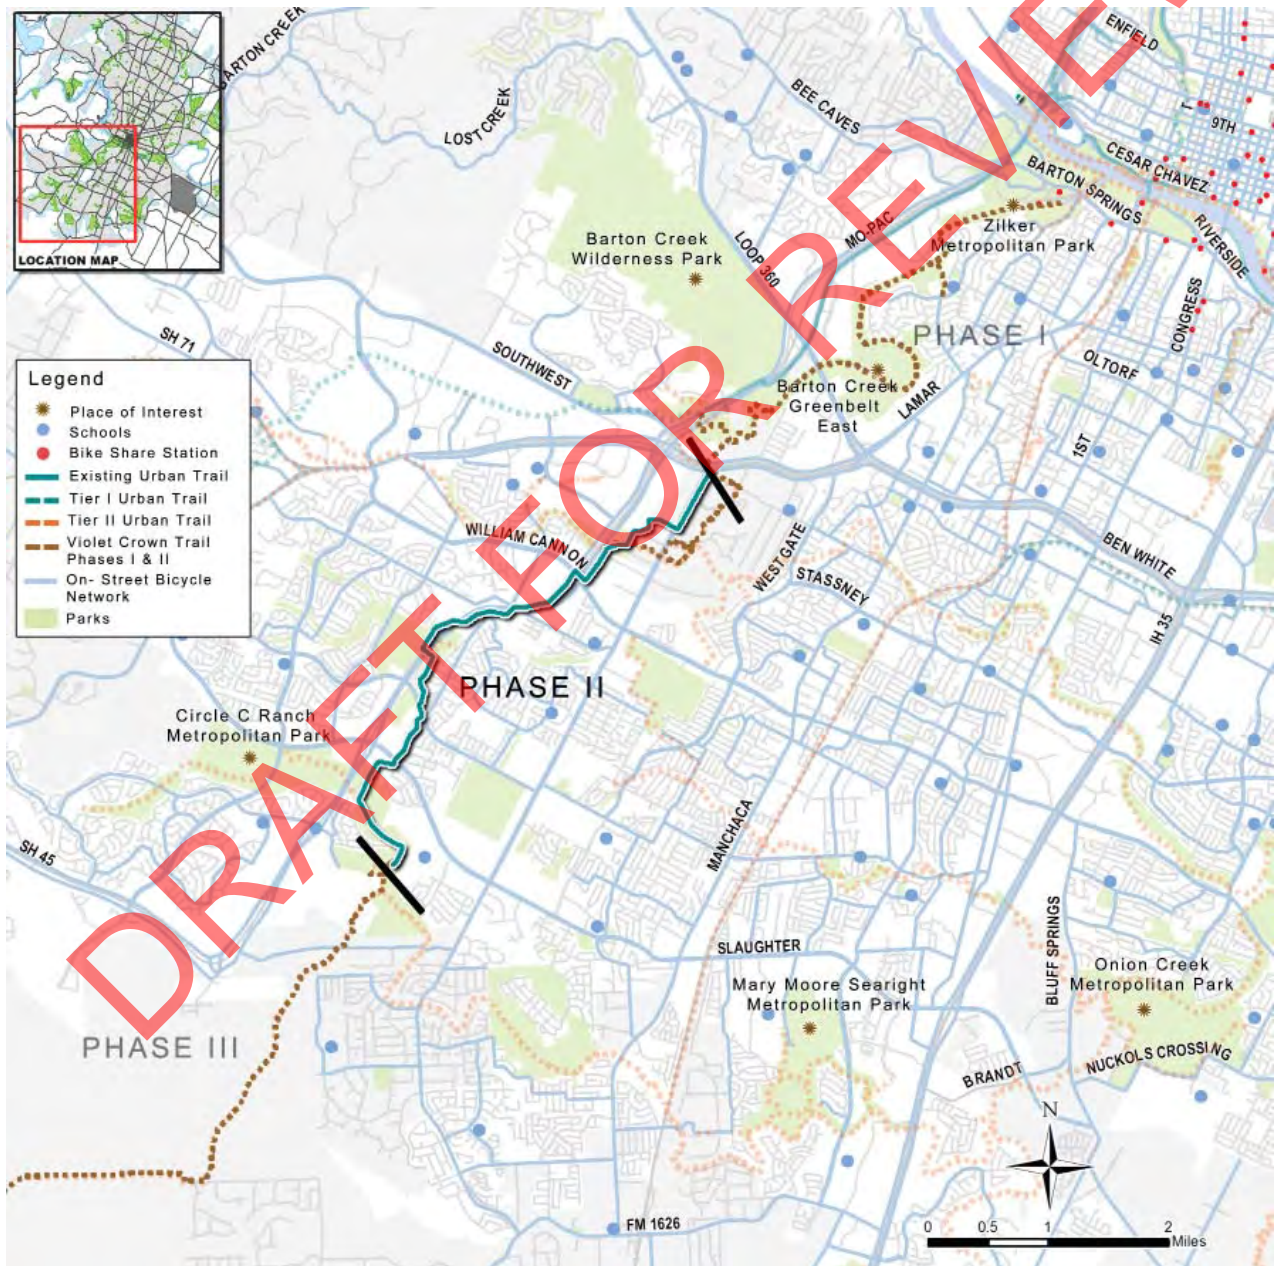 LOCATION MAP
BARTON CREEK
LOST CREEK
BEE CAVES
ENFIELD
9TH
CESAR CHAVEZ
BARTON SPRINGS
RIVERSIDE
Zilker
Metropolitan Park
MO-PAC
LOOP 360
Barton Creek
Wilderness Park
PHASE I
CONGRESS
OLTORF
SH 71
SOUTHWEST
Barton Creek
Greenbelt
East
LAMAR
1ST
Legend
Place of Interest
Schools
Bike Share Station
Existing Urban Trail
Tier I Urban Trail
Tier II Urban Trail
Violet Crown Trail
Phases I & II
On- Street Bicycle
Network
Parks
WILLIAM CANNON
WESTGATE
STASSNEY
BEN WHITE
IH 35
PHASE II
Circle C Ranch
Metropolitan Park
MANCHACA
SH 45
SLAUGHTER
BLUFF SPRINGS
Mary Moore Searight
Metropolitan Park
Onion Creek
Metropolitan Park
PHASE III
BRANDT
NUCKOLS CROSSING
N
FM 1626
0 0.5 1 2
Miles
DRAFT FOR REVIE